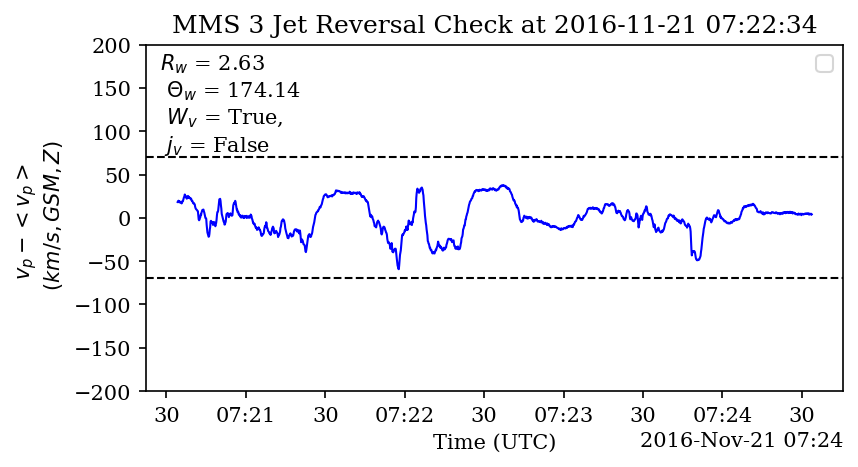 MMS 3 Jet Reversal Check at 2016-11-21 07:22:34
R_w = 2.63
Θ_w = 174.14
W_v = True,
j_v = False
v_p − < v_p >
(km/s, GSM, Z)
200
150
100
50
0
−50
−100
−150
−200
30 07:21 30 07:22 30 07:23 30 07:24 30
Time (UTC)
2016-Nov-21 07:24